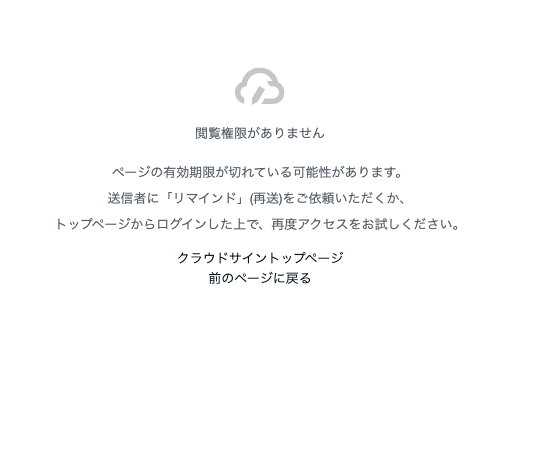 閲覧権限がありません
ページの有効期限が切れている可能性があります。
送信者に「リマインド」(再送)をご依頼いただくか、
トップページからログインした上で、再度アクセスをお試しください。
クラウドサイントップページ
前のページに戻る